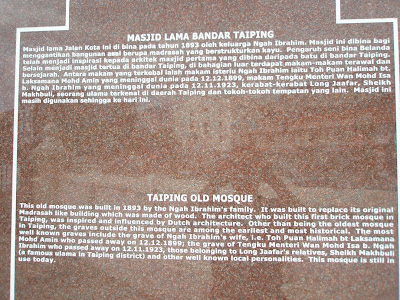 MASJID LAMA BANDAR TAIPING
Masjid lama Jalan Kota ini di bina pada tahun 1893 oleh keluarga Ngah Ibrahim. Masjid ini dibina bagi
menggantikan bangunan asal berupa madrasah yang berstrukturkan kayu. Pengaruh seni bina Belanda
telah menjadi inspirasi kepada arkitek masjid pertama yang dibina daripada batu di bandar Taiping.
Selain menjadi masjid tertua di bandar Taiping, di bahagian luar terdapat makam-makam terawal dan
bersejarah. Antara makam yang terkebal ialah makam isteriu Ngah Ibrahim iaitu Toh Puan Halimah bt.
Laksamana Mohd Amin yang meninggal dunia pada 12.12.1899, makam Tengku Menteri Wan Mohd Isa
b. Ngah Ibrahim yang meninggal dunia pada 12.11.1923, kerabat-kerabat Long Jaafar, Sheikh
Makhbuli, seorang ulamu terkenal di daerah Taiping dan tokoh-tokoh tempatan yang lain. Masjid ini
masih digunakan sehingga ke hari ini.
TAIPING OLD MOSQUE
This old mosque was built in 1893 by the Ngah Ibrahim's family. It was built to replace its original
Madrasah like building which was made of wood. The architect who built this first brick mosque in
Taiping, was inspired and influenced by Dutch architecture. Other than being the oldest mosque
in Taiping, the graves outside this mosque are among the earliest and most historical. The most
well known graves include the grave of Ngah Ibrahim's wife, i.e. Toh Puan Halimah bt Laksamana
Mohd Amin who passed away on 12.12.1899; the grave of Tengku Menteri Wan Mohd Isa b. Ngah
Ibrahim who passed away on 12.11.1923, those belonging to Long Jaafar's relatives, Sheikh Makhbuli
(a famous ulama in Taiping district) and other well known local personalities. This mosque is still in
use today.